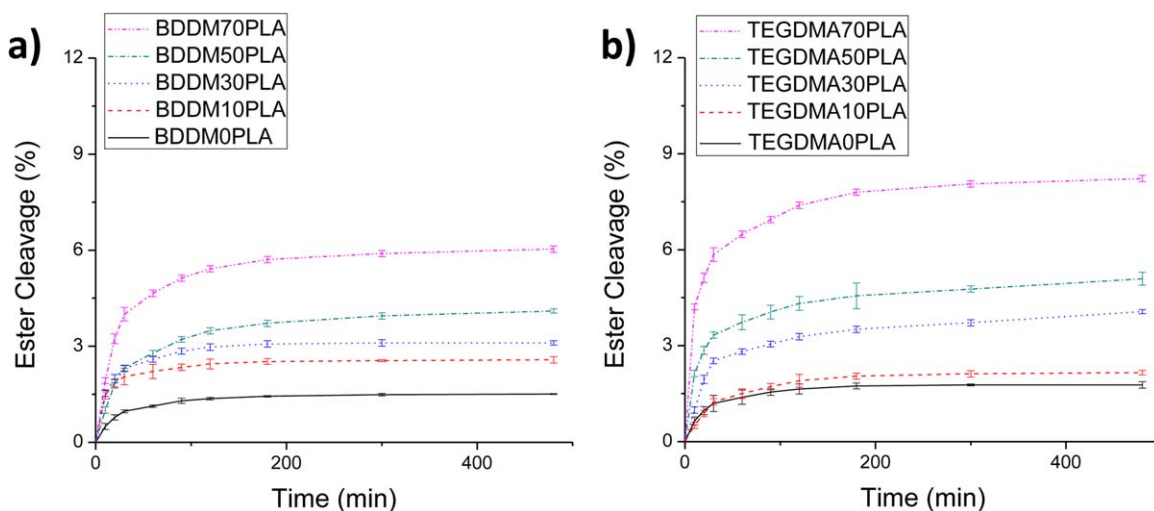 a)
BDDM70PLA
BDDM50PLA
BDDM30PLA
BDDM10PLA
BDDM0PLA
12
9
6
3
0
Ester Cleavage (%)
0
200
400
Time (min)
b)
TEGDMA70PLA
TEGDMA50PLA
TEGDMA30PLA
TEGDMA10PLA
TEGDMA0PLA
12
9
6
3
0
Ester Cleavage (%)
0
200
400
Time (min)